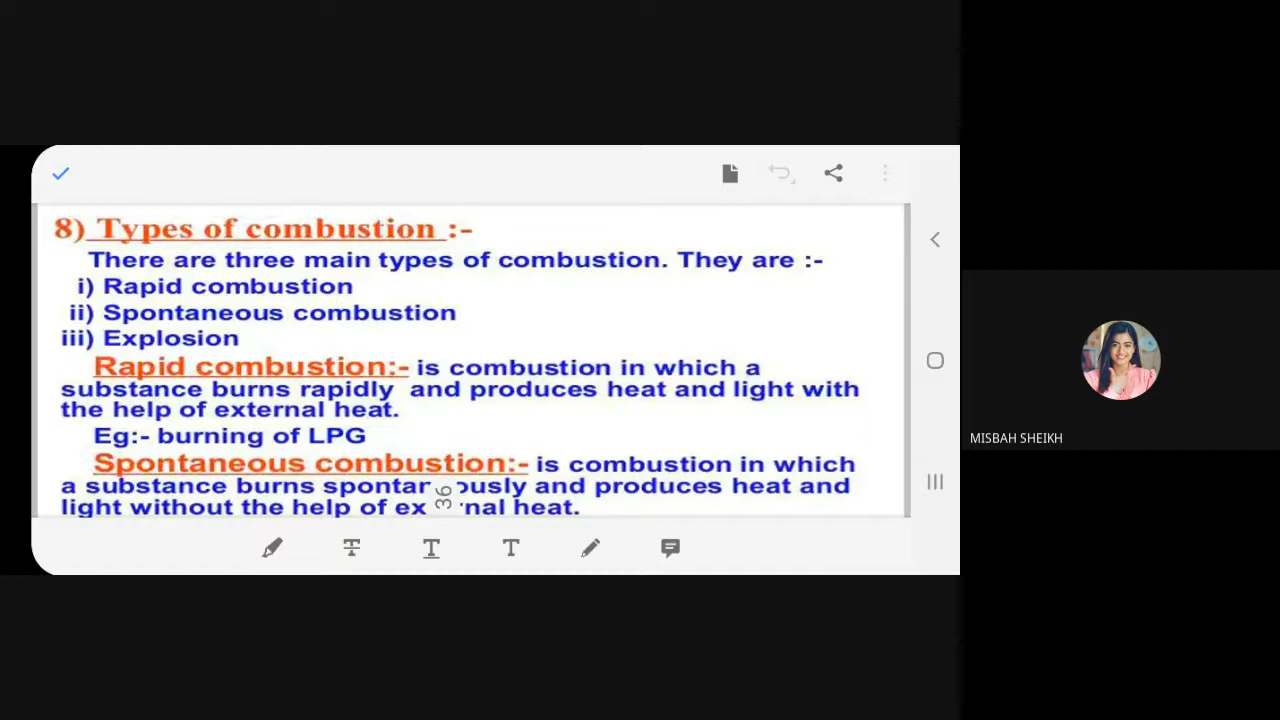 8) Types of combustion :-
There are three main types of combustion. They are :-
i) Rapid combustion
ii) Spontaneous combustion
iii) Explosion
Rapid combustion:- is combustion in which a
substance burns rapidly and produces heat and light with
the help of external heat.
Eg:- burning of LPG
Spontaneous combustion:- is combustion in which
a substance burns and produces heat and
light without the help of heat.
36
MISBAH SHEIKH